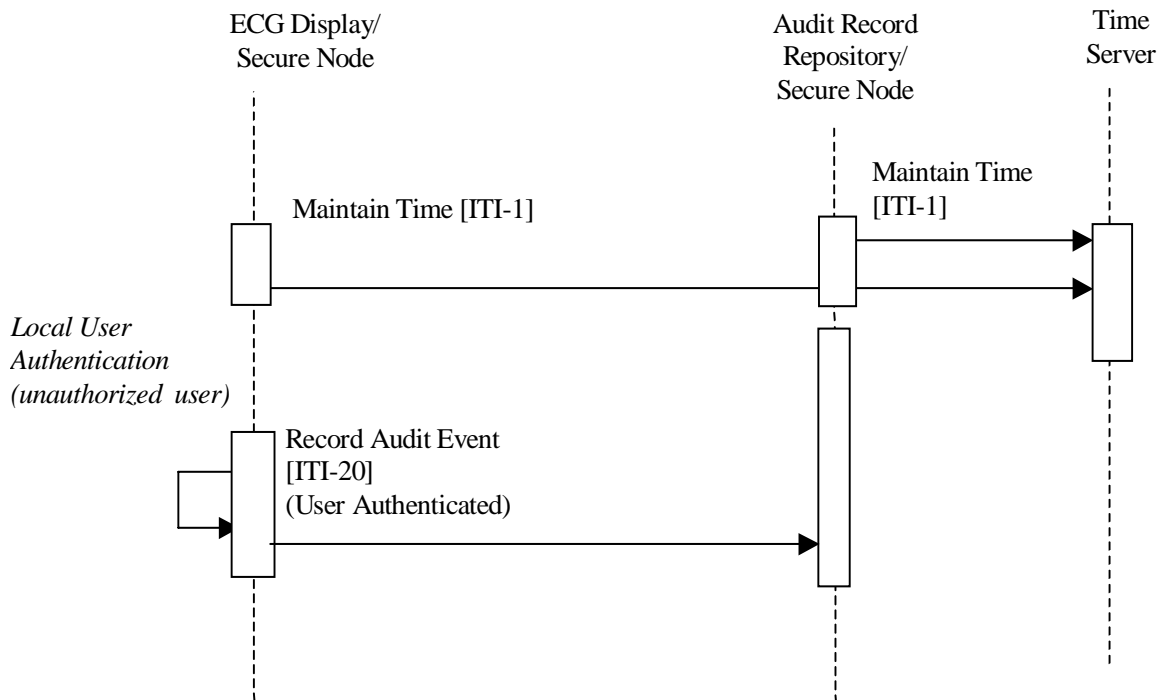 ECG Display/
Secure Node
Audit Record
Repository/
Secure Node
Time
Server
Maintain Time [ITI-1]
Maintain Time
[ITI-1]
Local User
Authentication
(unauthorized user)
Record Audit Event
[ITI-20]
(User Authenticated)